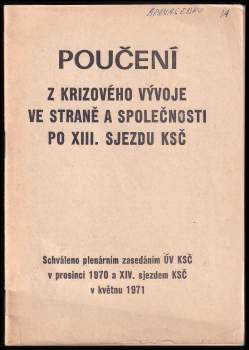 14
POUČENÍ
Z KRIZOVÉHO VÝVOJE
VE STRANĚ A SPOLEČNOSTI
PO XIII. SJEZDU KSČ
Schváleno plenárním zasedáním ÚV KSČ
v prosinci 1970 a XIV. sjezdem KSČ
v květnu 1971